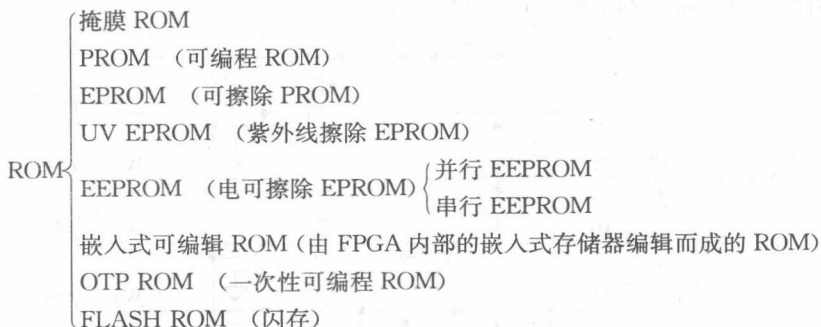 掩膜 ROM
PROM （可编程 ROM）
EPROM （可擦除 PROM）
UV EPROM （紫外线擦除 EPROM）
ROM
EEPROM （电可擦除 EPROM）
并行 EEPROM
串行 EEPROM
嵌入式可编辑 ROM（由 FPGA 内部的嵌入式存储器编辑而成的 ROM）
OTP ROM （一次性可编程 ROM）
FLASH ROM （闪存）